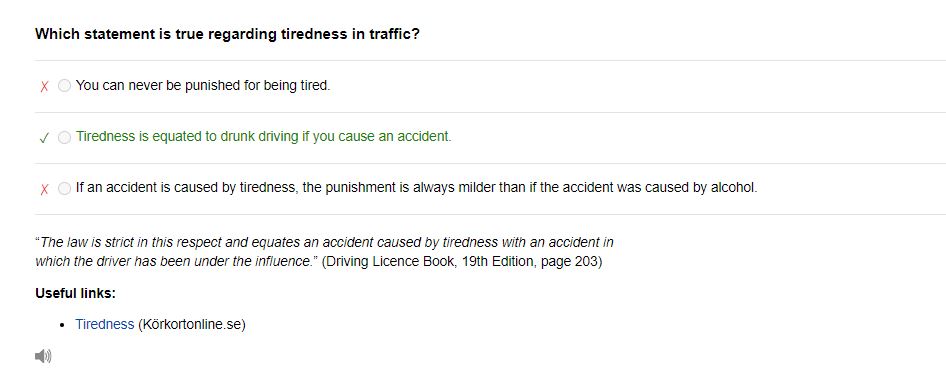 Which statement is true regarding tiredness in traffic?
✗ You can never be punished for being tired.
✓ Tiredness is equated to drunk driving if you cause an accident.
✗ If an accident is caused by tiredness, the punishment is always milder than if the accident was caused by alcohol.
“The law is strict in this respect and equates an accident caused by tiredness with an accident in
which the driver has been under the influence.” (Driving Licence Book, 19th Edition, page 203)
Useful links:
• Tiredness (Körkortonline.se)